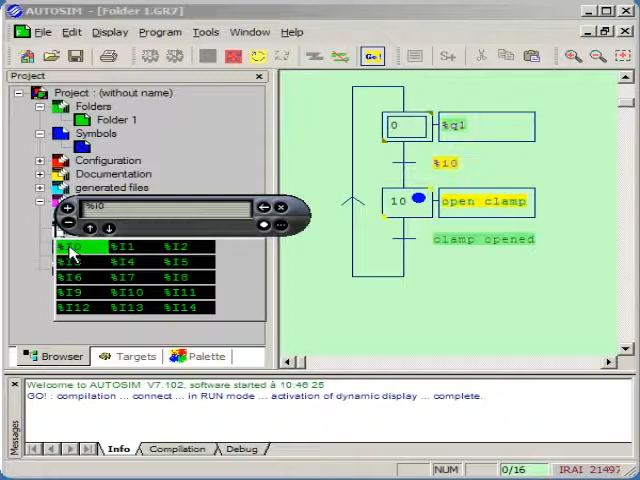 AUTOSIM - [Folder 1.GR7]
File Edit Display Program Tools Window Help
Go !
S+
Project
Project : (without name)
Folders
Folder 1
Symbols
Configuration
Documentation
generated files
%i0
%I0 %I1 %I2
%I4 %I5
%I6 %I7 %I8
%I9 %I10 %I11
%I12 %I13 %I14
0 %q1
%i0
10 open clamp
clamp opened
Browser Targets Palette
Messages
Welcome to AUTOSIM V7.102, software started à 10:46 25
GO! : compilation ... connect ... in RUN mode ... activation of dynamic display ... complete.
Info Compilation Debug
NUM 0/16 IRAI 21497